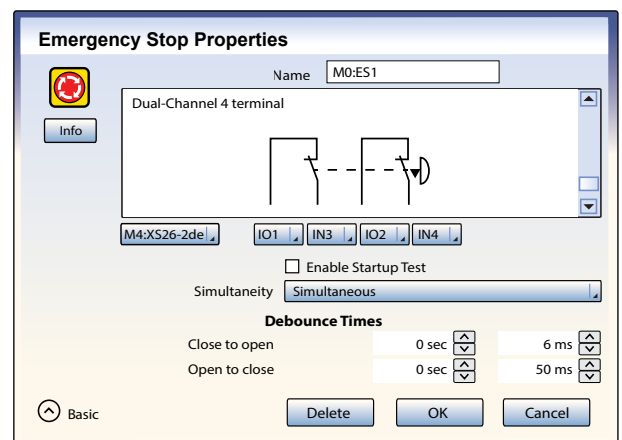 Emergency Stop Properties
Name M0:ES1
Dual-Channel 4 terminal
Info
M4:XS26-2de IO1 IN3 IO2 IN4
Enable Startup Test
Simultaneity Simultaneous
Debounce Times
Close to open 0 sec 6 ms
Open to close 0 sec 50 ms
Basic Delete OK Cancel